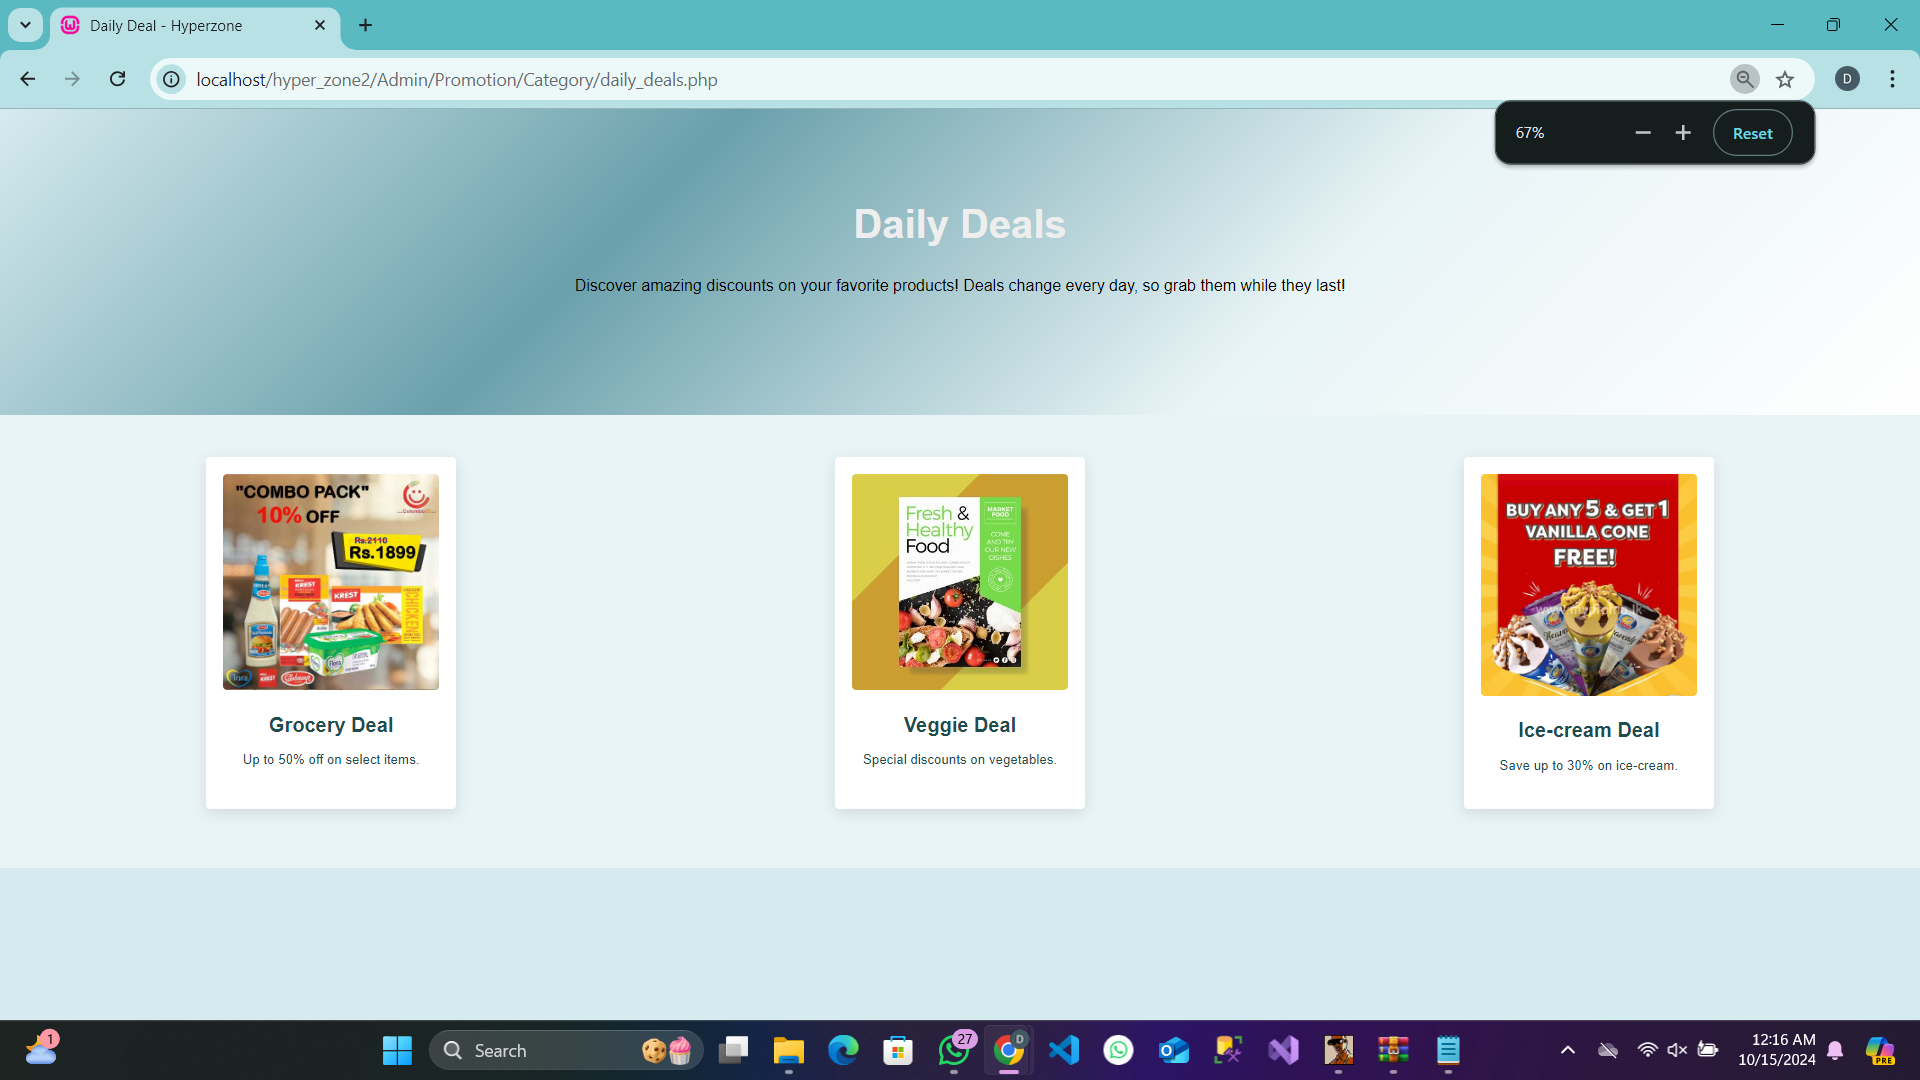 Daily Deal - Hyperzone
localhost/hyper_zone2/Admin/Promotion/Category/daily_deals.php
D
67%
Reset
Daily Deals
Discover amazing discounts on your favorite products! Deals change every day, so grab them while they last!
"COMBO PACK"
10% OFF
Rs.2110
Rs.1899
KREST
KREST
CHICKEN
Flora
Flora
KREST
Grocery Deal
Up to 50% off on select items.
Fresh &
Healthy
Food
MARKET
FOOD
COME
AND TRY
OUR NEW
DISHES
Veggie Deal
Special discounts on vegetables.
BUY ANY 5 & GET 1
VANILLA CONE
FREE!
Ice-cream Deal
Save up to 30% on ice-cream.
1
Search
27
D
12:16 AM
10/15/2024
PRE